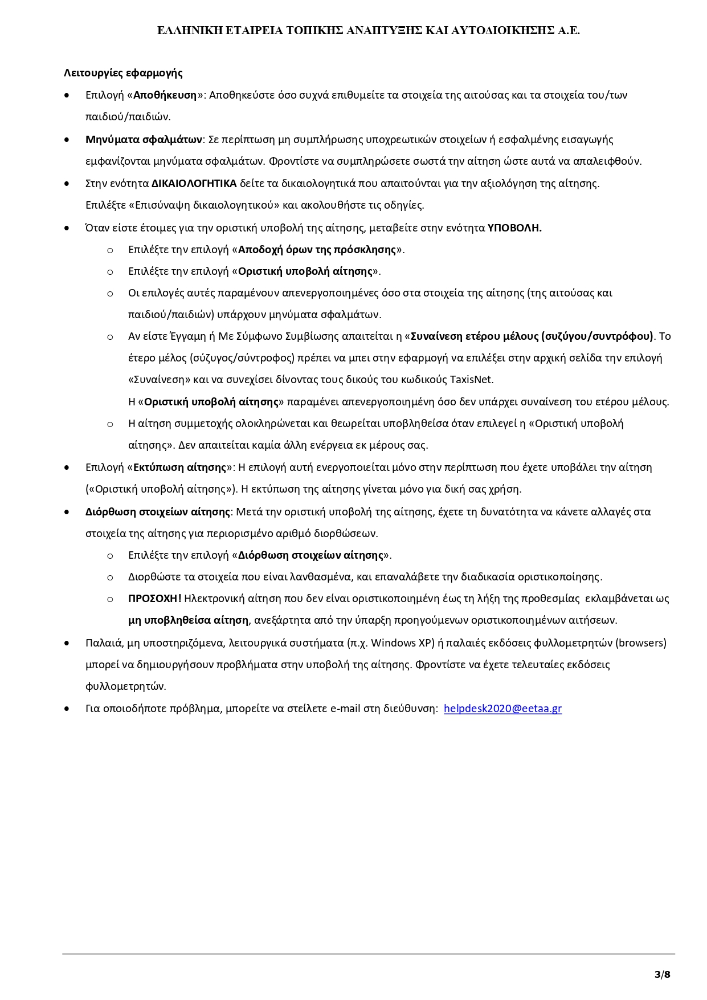 ΕΛΛΗΝΙΚΗ ΕΤΑΙΡΕΙΑ ΤΟΠΙΚΗΣ ΑΝΑΠΤΥΞΗΣ ΚΑΙ ΑΥΤΟΔΙΟΙΚΗΣΗΣ Α.Ε.
Λειτουργίες εφαρμογής
• Επιλογή «Αποθήκευση»: Αποθηκεύστε όσο συχνά επιθυμείτε τα στοιχεία της αιτούσας και τα στοιχεία του/των
παιδιού/παιδιών.
• Μηνύματα σφαλμάτων: Σε περίπτωση μη συμπλήρωσης υποχρεωτικών στοιχείων ή εσφαλμένης εισαγωγής
εμφανίζονται μηνύματα σφαλμάτων. Φροντίστε να συμπληρώσετε σωστά την αίτηση ώστε αυτά να απαλειφθούν.
• Στην ενότητα ΔΙΚΑΙΟΛΟΓΗΤΙΚΑ δείτε τα δικαιολογητικά που απαιτούνται για την αξιολόγηση της αίτησης.
Επιλέξτε «Επισύναψη δικαιολογητικού» και ακολουθήστε τις οδηγίες.
• Όταν είστε έτοιμες για την οριστική υποβολή της αίτησης, μεταβείτε στην ενότητα ΥΠΟΒΟΛΗ.
o Επιλέξτε την επιλογή «Αποδοχή όρων της πρόσκλησης».
o Επιλέξτε την επιλογή «Οριστική υποβολή αίτησης».
o Οι επιλογές αυτές παραμένουν απενεργοποιημένες όσο στα στοιχεία της αίτησης (της αιτούσας και
παιδιού/παιδιών) υπάρχουν μηνύματα σφαλμάτων.
o Αν είστε Έγγαμη ή Με Σύμφωνο Συμβίωσης απαιτείται η «Συναίνεση ετέρου μέλους (συζύγου/συντρόφου). Το
έτερο μέλος (σύζυγος/σύντροφος) πρέπει να μπει στην εφαρμογή να επιλέξει στην αρχική σελίδα την επιλογή
«Συναίνεση» και να συνεχίσει δίνοντας τους δικούς του κωδικούς TaxisNet.
Η «Οριστική υποβολή αίτησης» παραμένει απενεργοποιημένη όσο δεν υπάρχει συναίνεση του ετέρου μέλους.
o Η αίτηση συμμετοχής ολοκληρώνεται και θεωρείται υποβληθείσα όταν επιλεγεί η «Οριστική υποβολή
αίτησης». Δεν απαιτείται καμία άλλη ενέργεια εκ μέρους σας.
• Επιλογή «Εκτύπωση αίτησης»: Η επιλογή αυτή ενεργοποιείται μόνο στην περίπτωση που έχετε υποβάλει την αίτηση
(«Οριστική υποβολή αίτησης»). Η εκτύπωση της αίτησης γίνεται μόνο για δική σας χρήση.
• Διόρθωση στοιχείων αίτησης: Μετά την οριστική υποβολή της αίτησης, έχετε τη δυνατότητα να κάνετε αλλαγές στα
στοιχεία της αίτησης για περιορισμένο αριθμό διορθώσεων.
o Επιλέξτε την επιλογή «Διόρθωση στοιχείων αίτησης».
o Διορθώστε τα στοιχεία που είναι λανθασμένα, και επαναλάβετε την διαδικασία οριστικοποίησης.
o ΠΡΟΣΟΧΗ! Ηλεκτρονική αίτηση που δεν είναι οριστικοποιημένη έως τη λήξη της προθεσμίας εκλαμβάνεται ως
μη υποβληθείσα αίτηση, ανεξάρτητα από την ύπαρξη προηγούμενων οριστικοποιημένων αιτήσεων.
• Παλαιά, μη υποστηριζόμενα, λειτουργικά συστήματα (π.χ. Windows XP) ή παλαιές εκδόσεις φυλλομετρητών (browsers)
μπορεί να δημιουργήσουν προβλήματα στην υποβολή της αίτησης. Φροντίστε να έχετε τελευταίες εκδόσεις
φυλλομετρητών.
• Για οποιοδήποτε πρόβλημα, μπορείτε να στείλετε e-mail στη διεύθυνση: helpdesk2020@eetaa.gr
3/8